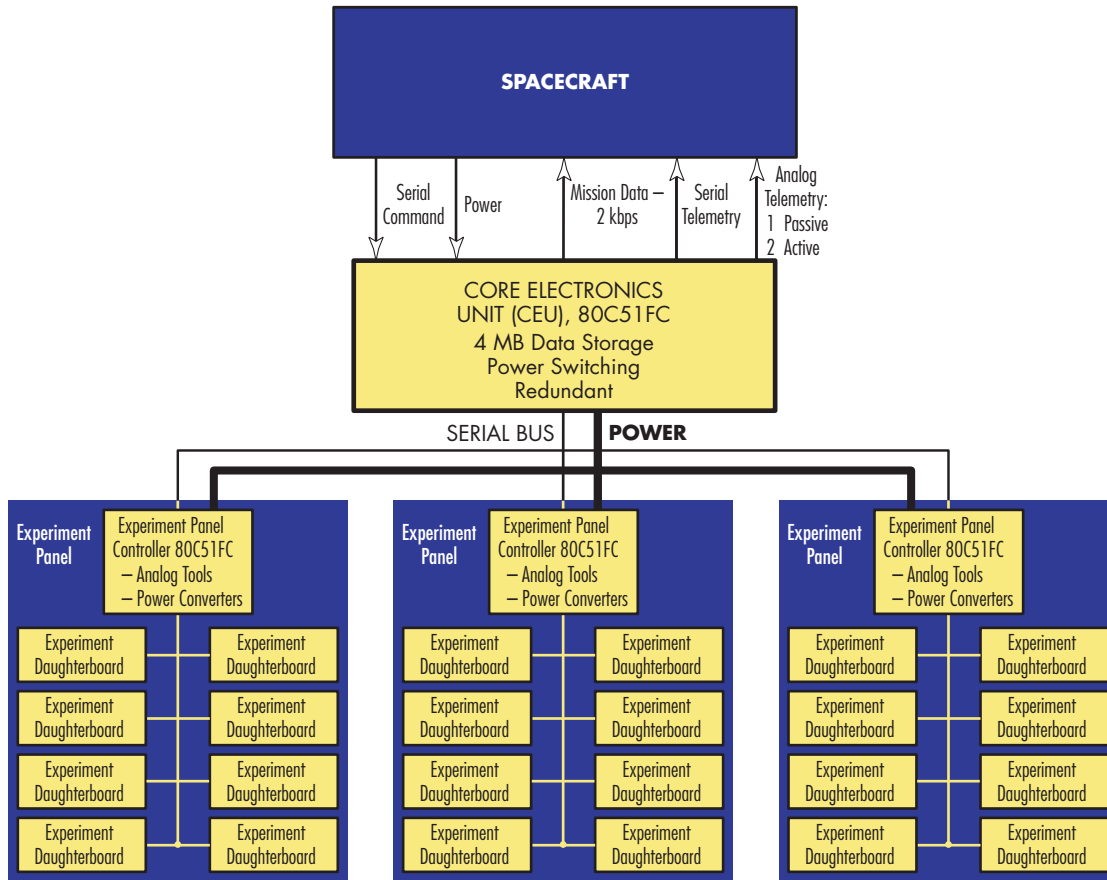 SPACECRAFT
Serial
Command
Power
Mission Data –
2 kbps
Serial
Telemetry
Analog
Telemetry:
1 Passive
2 Active
CORE ELECTRONICS
UNIT (CEU), 80C51FC
4 MB Data Storage
Power Switching
Redundant
SERIAL BUS
POWER
Experiment
Panel
Experiment Panel
Controller 80C51FC
– Analog Tools
– Power Converters
Experiment
Daughterboard
Experiment
Daughterboard
Experiment
Daughterboard
Experiment
Daughterboard
Experiment
Daughterboard
Experiment
Daughterboard
Experiment
Daughterboard
Experiment
Daughterboard
Experiment
Panel
Experiment Panel
Controller 80C51FC
– Analog Tools
– Power Converters
Experiment
Daughterboard
Experiment
Daughterboard
Experiment
Daughterboard
Experiment
Daughterboard
Experiment
Daughterboard
Experiment
Daughterboard
Experiment
Daughterboard
Experiment
Daughterboard
Experiment
Panel
Experiment Panel
Controller 80C51FC
– Analog Tools
– Power Converters
Experiment
Daughterboard
Experiment
Daughterboard
Experiment
Daughterboard
Experiment
Daughterboard
Experiment
Daughterboard
Experiment
Daughterboard
Experiment
Daughterboard
Experiment
Daughterboard